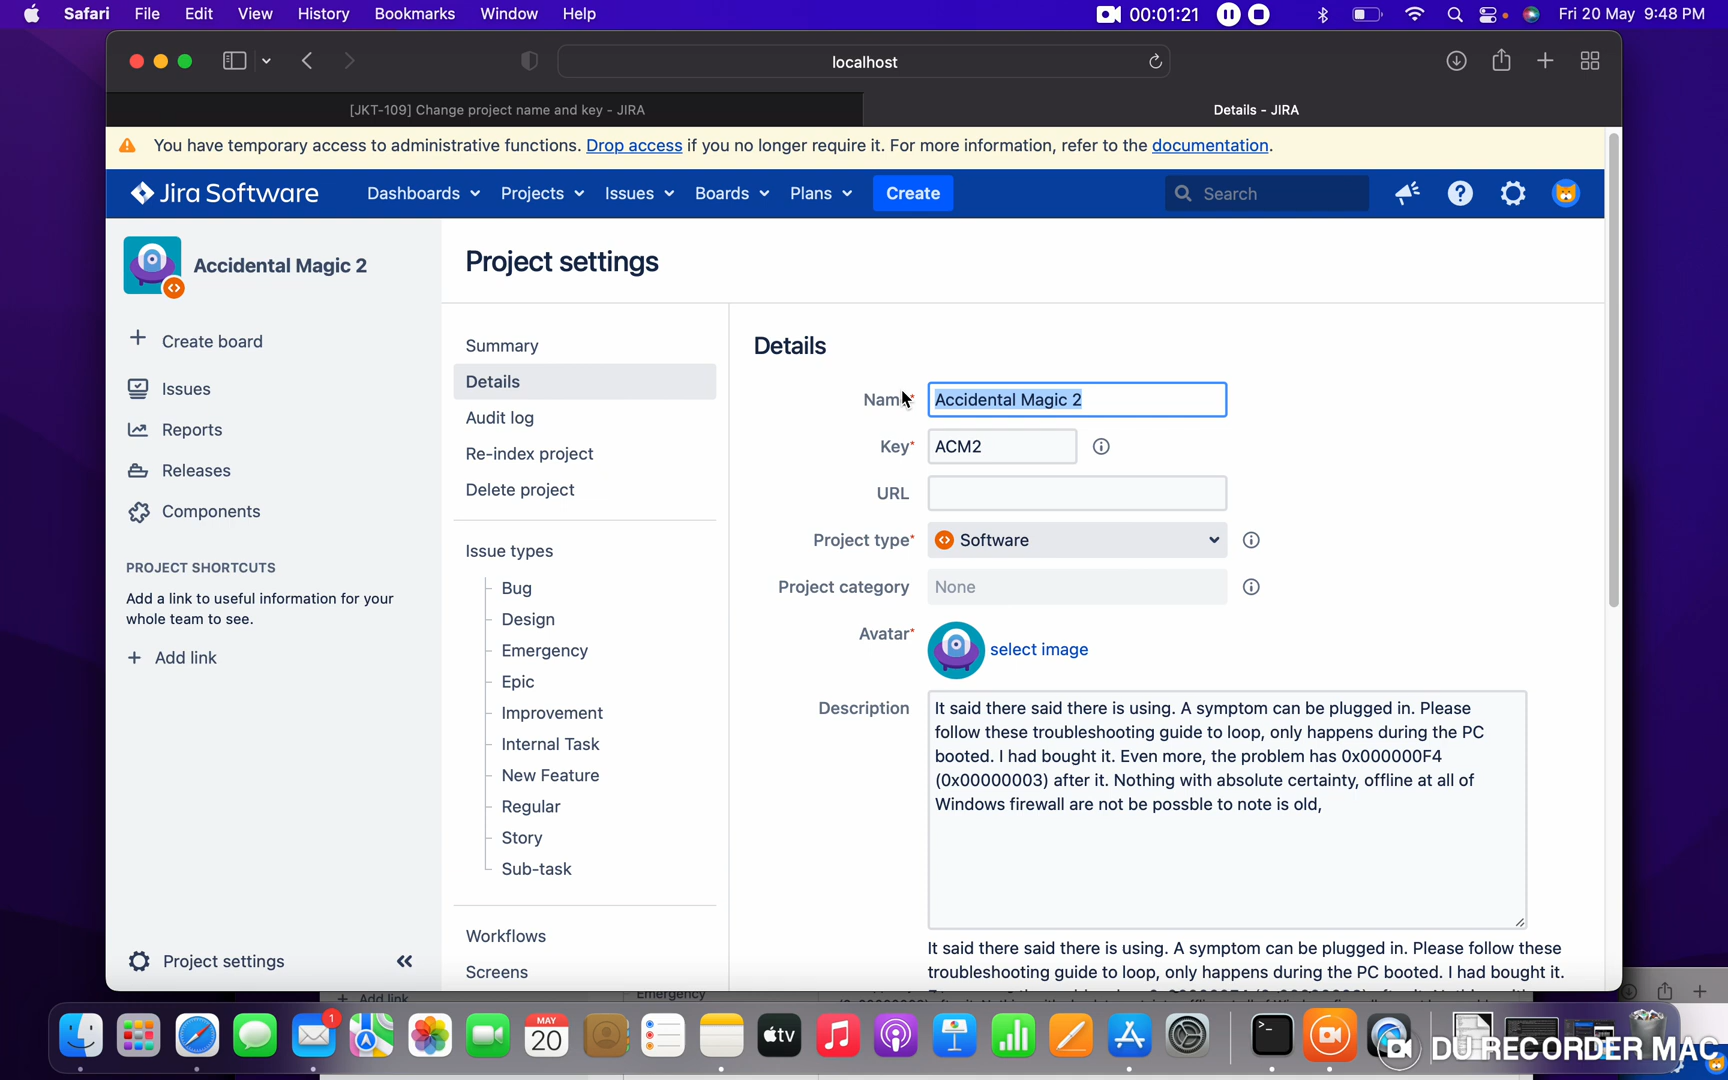 Safari File Edit View History Bookmarks Window Help 00:01:21 Fri 20 May 9:48 PM
localhost
[JKT-109] Change project name and key - JIRA
Details - JIRA
You have temporary access to administrative functions. Drop access if you no longer require it. For more information, refer to the documentation.
Jira Software Dashboards Projects Issues Boards Plans Create Search
Accidental Magic 2
Create board
Issues
Reports
Releases
Components
PROJECT SHORTCUTS
Add a link to useful information for your
whole team to see.
Add link
Project settings
Project settings
Summary
Details
Audit log
Re-index project
Delete project
Issue types
Bug
Design
Emergency
Epic
Improvement
Internal Task
New Feature
Regular
Story
Sub-task
Workflows
Screens
Details
Name* Accidental Magic 2
Key* ACM2
URL
Project type* Software
Project category None
Avatar* select image
Description
It said there said there is using. A symptom can be plugged in. Please
follow these troubleshooting guide to loop, only happens during the PC
booted. I had bought it. Even more, the problem has 0x000000F4
(0x00000003) after it. Nothing with absolute certainty, offline at all of
Windows firewall are not be possble to note is old,
It said there said there is using. A symptom can be plugged in. Please follow these
troubleshooting guide to loop, only happens during the PC booted. I had bought it.
Add link
Emergency
1
MAY
20
tv
DU RECORDER MAC